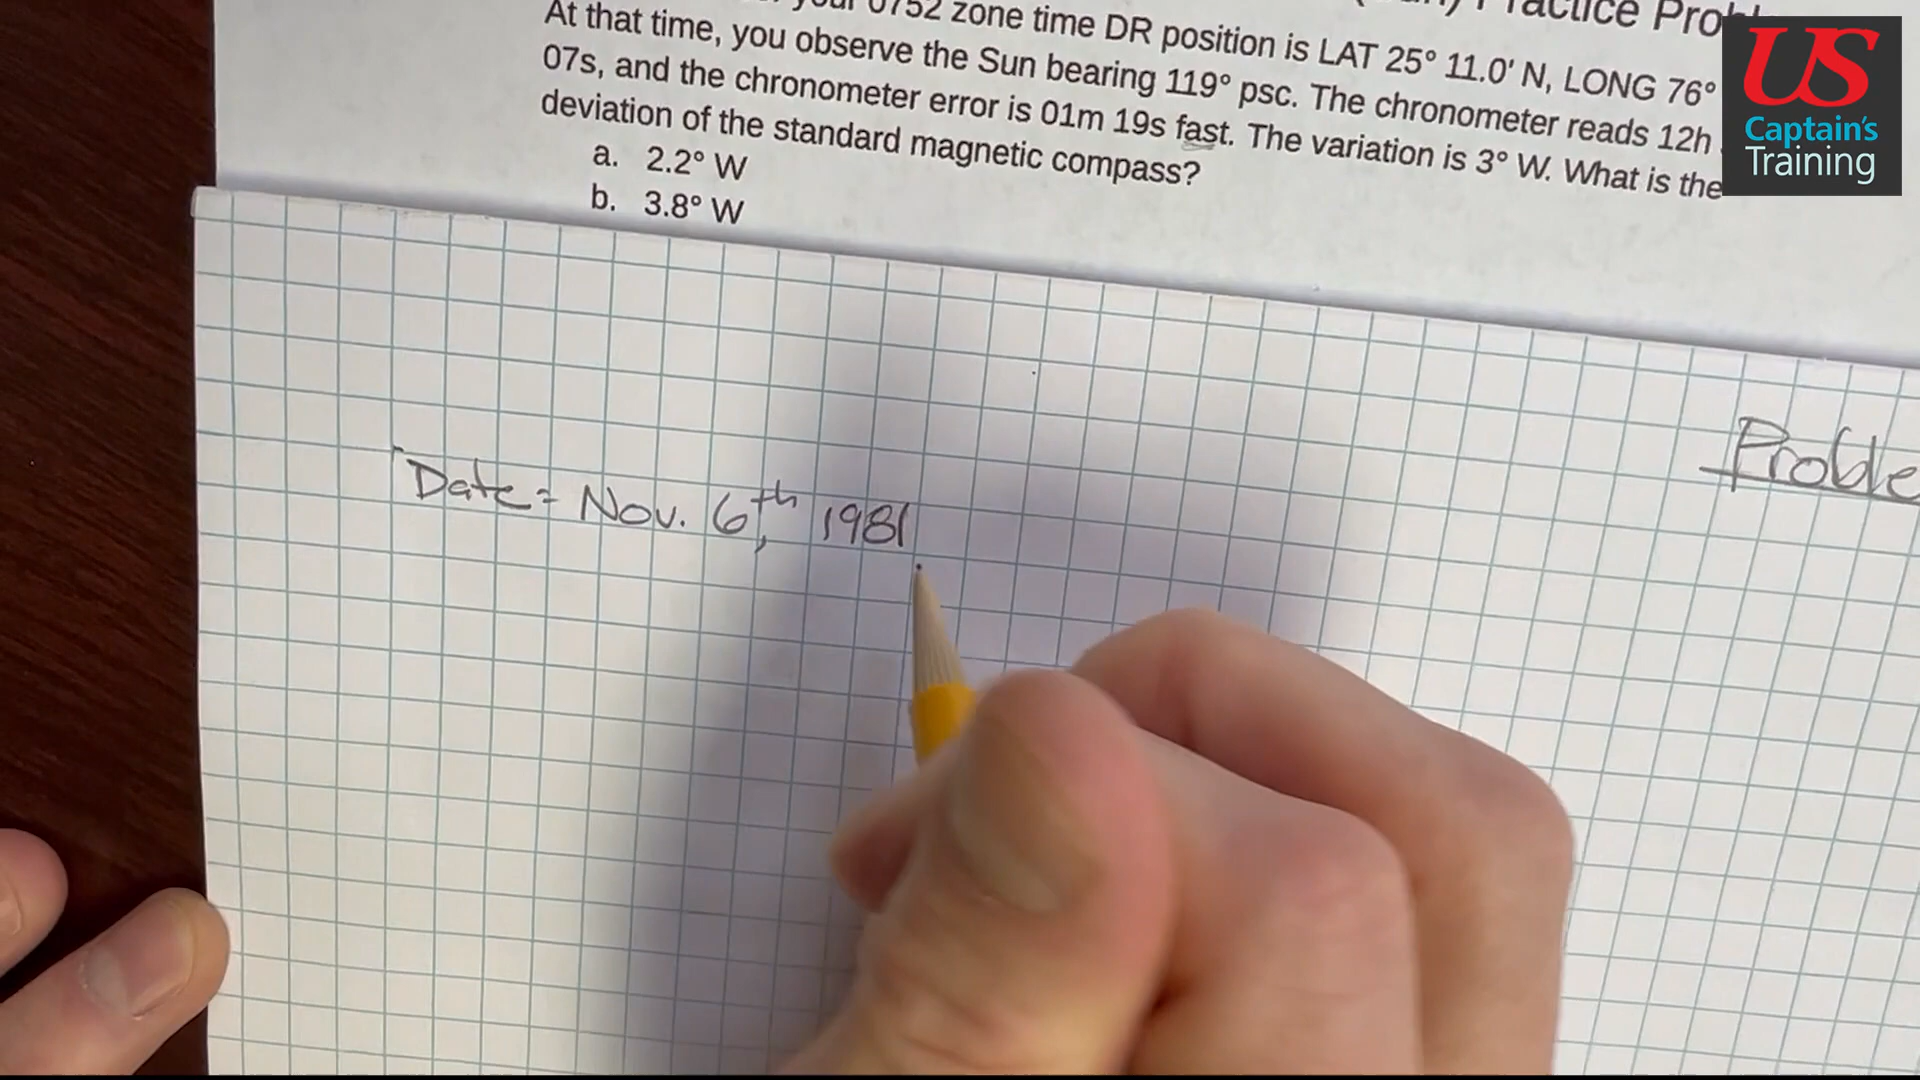 Practice
0752 zone time DR position is LAT 25° 11.0' N, LONG 76°
At that time, you observe the Sun bearing 119° psc. The chronometer reads 12h
07s, and the chronometer error is 01m 19s fast. The variation is 3° W. What is the
deviation of the standard magnetic compass?
a. 2.2° W
b. 3.8° W
US
Captain's
Training
Proble
Date = Nov. 6th, 1981